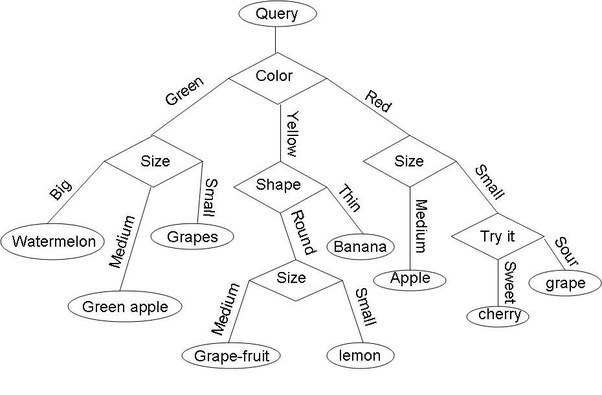 Query
Color
Green
Yellow
Red
Size
Big
Medium
Small
Watermelon
Green apple
Grapes
Shape
Round
Thin
Banana
Size
Medium
Small
Grape-fruit
lemon
Size
Medium
Small
Apple
Try it
Sweet
Sour
cherry
grape